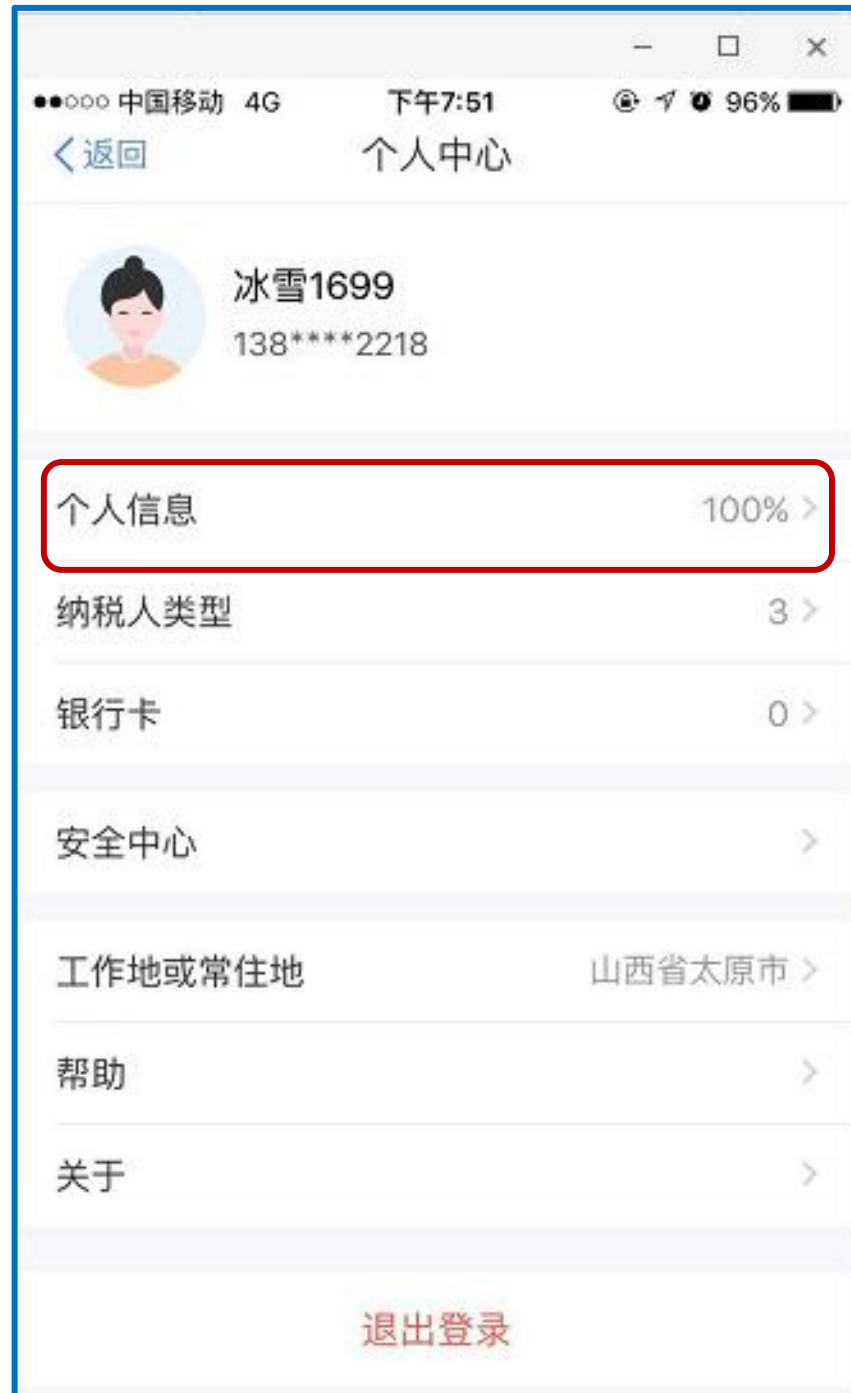 中国移动 4G 下午7:51 96%
返回 个人中心
冰雪1699
138****2218
个人信息 100%
纳税人类型 3
银行卡 0
安全中心
工作地或常住地 山西省太原市
帮助
关于
退出登录